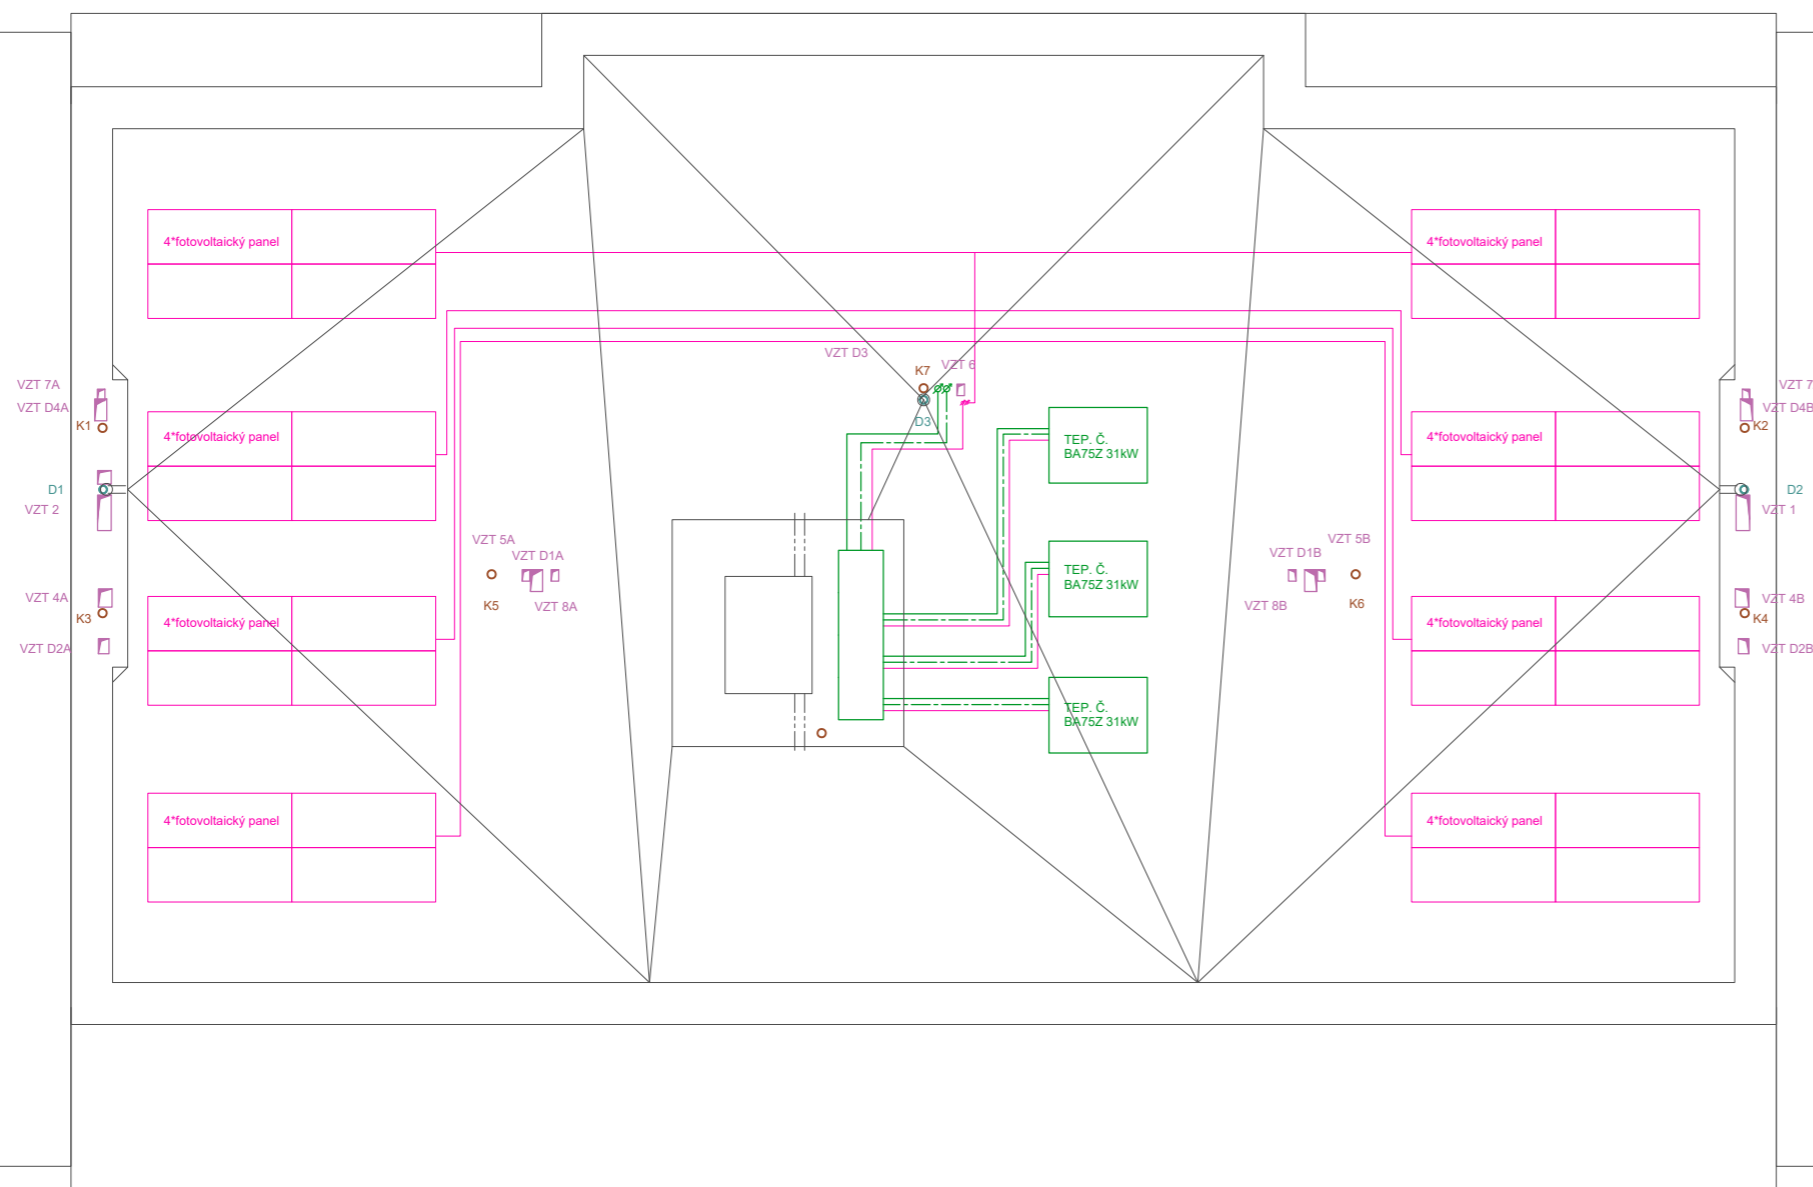 4*fotovoltaický panel
4*fotovoltaický panel
VZT D3
VZT 6
K7
D3
VZT 7A
VZT D4A
K1
4*fotovoltaický panel
TEP. Č.
BA75Z 31kW
4*fotovoltaický panel
VZT 7
VZT D4B
K2
D1
VZT 2
D2
VZT 1
VZT 5A
VZT D1A
K5
VZT 8A
TEP. Č.
BA75Z 31kW
VZT 5B
VZT D1B
VZT 8B
K6
VZT 4A
K3
VZT D2A
4*fotovoltaický panel
4*fotovoltaický panel
VZT 4B
K4
VZT D2B
TEP. Č.
BA75Z 31kW
4*fotovoltaický panel
4*fotovoltaický panel